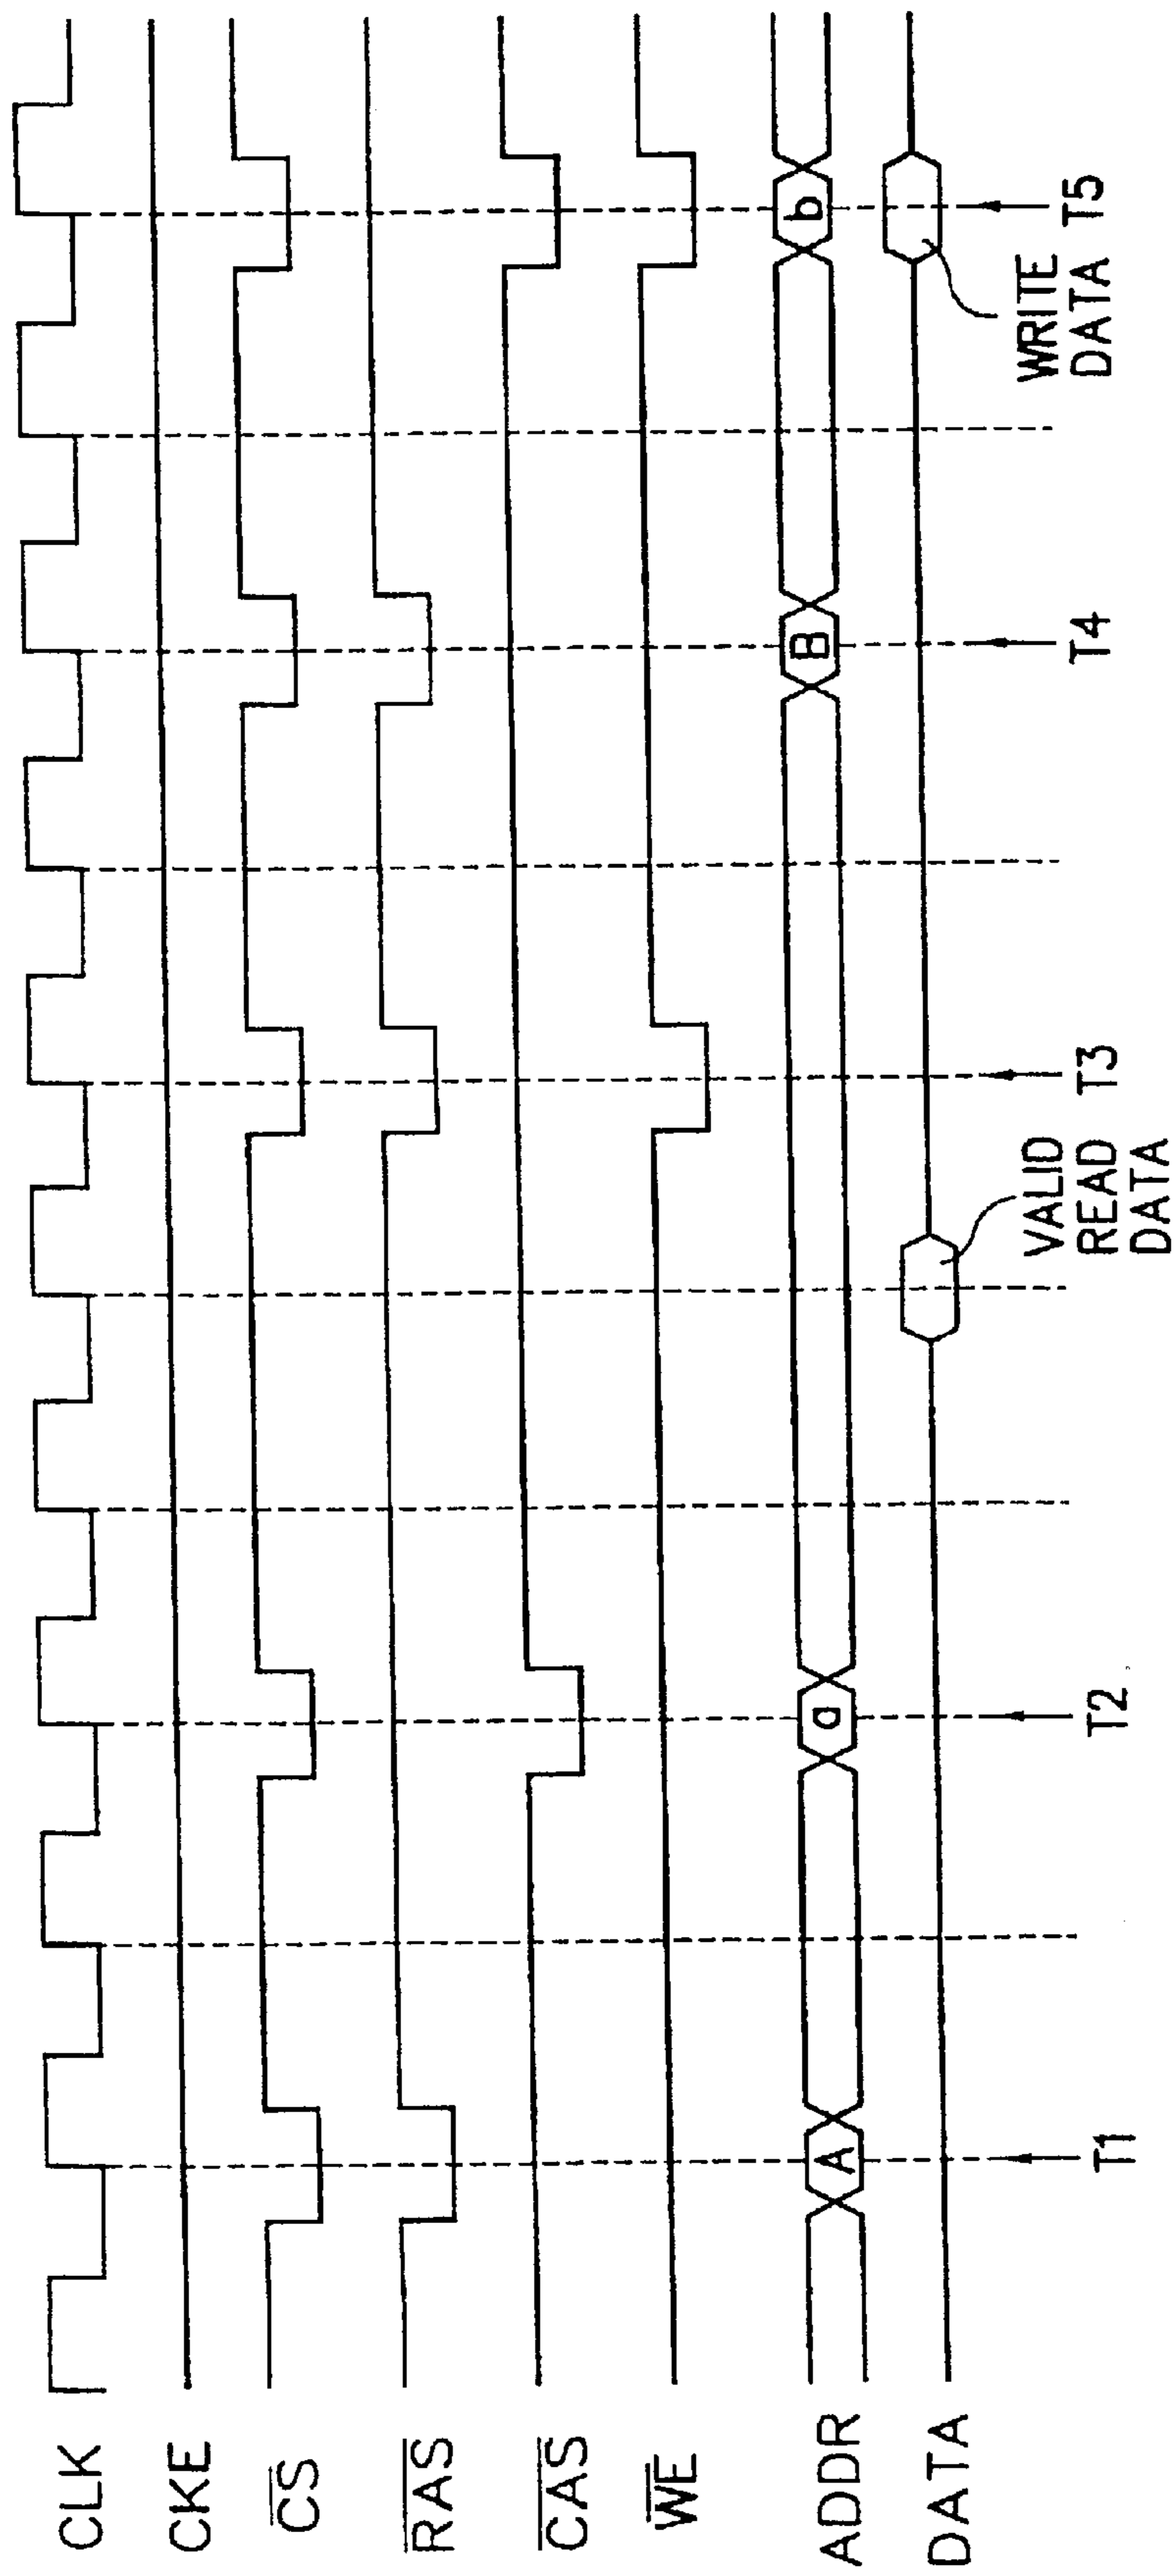 CLK
CKE
CS
RAS
CAS
WE
ADDR
A
a
B
b
DATA
VALID
READ
DATA
WRITE
DATA
T1
T2
T3
T4
T5